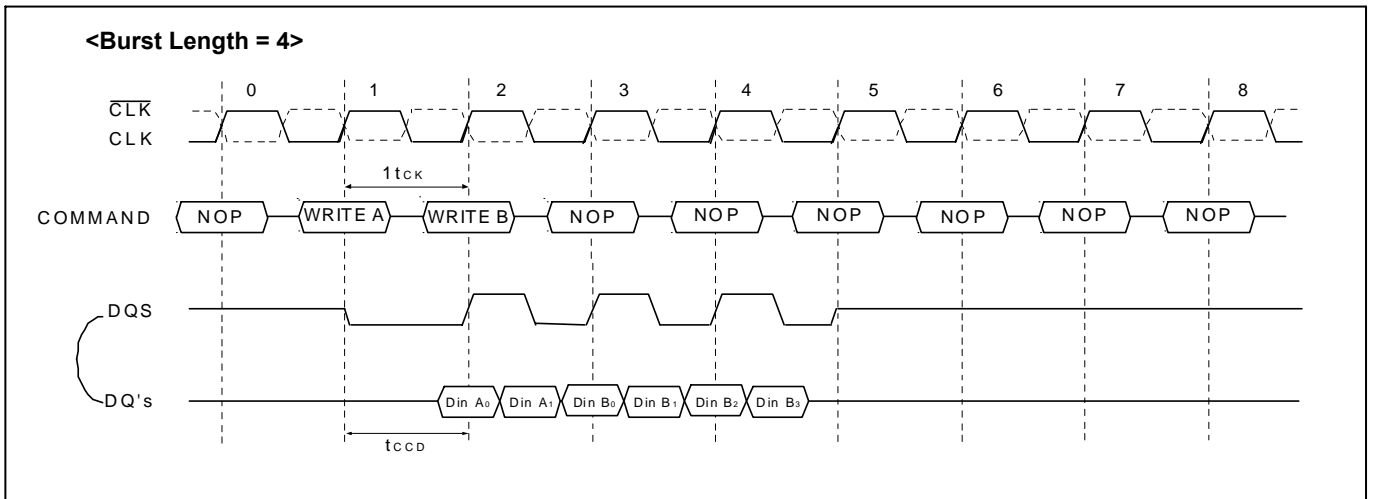 <Burst Length = 4>
0 1 2 3 4 5 6 7 8
CLK
CLK
1tCK
COMMAND NOP WRITE A WRITE B NOP NOP NOP NOP NOP NOP
DQS
DQ's Din A0 Din A1 Din B0 Din B1 Din B2 Din B3
tCCD